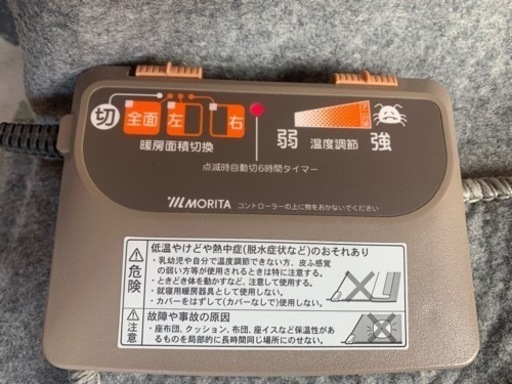 切 全面 左 右
暖房面積切換
点滅時自動切6時間タイマー
弱 温度調節 強
MORITA コントローラーの上に物をおかないでください
危険
低温やけどや熱中症(脱水症状など)のおそれあり
・乳幼児や自分で温度調節できない方、皮ふ感覚
の弱い方等が使用されるときは特に注意する。
・ときどき体を動かすなど、注意して使用する。
・就寝用暖房器具として使用しない。
・カバーをはずして(カバーなしで)使用しない。
注意
故障や事故の原因
・座布団、クッション、布団、座イスなど保温性が
あるものを局部的に長時間同じ場所にのせない。